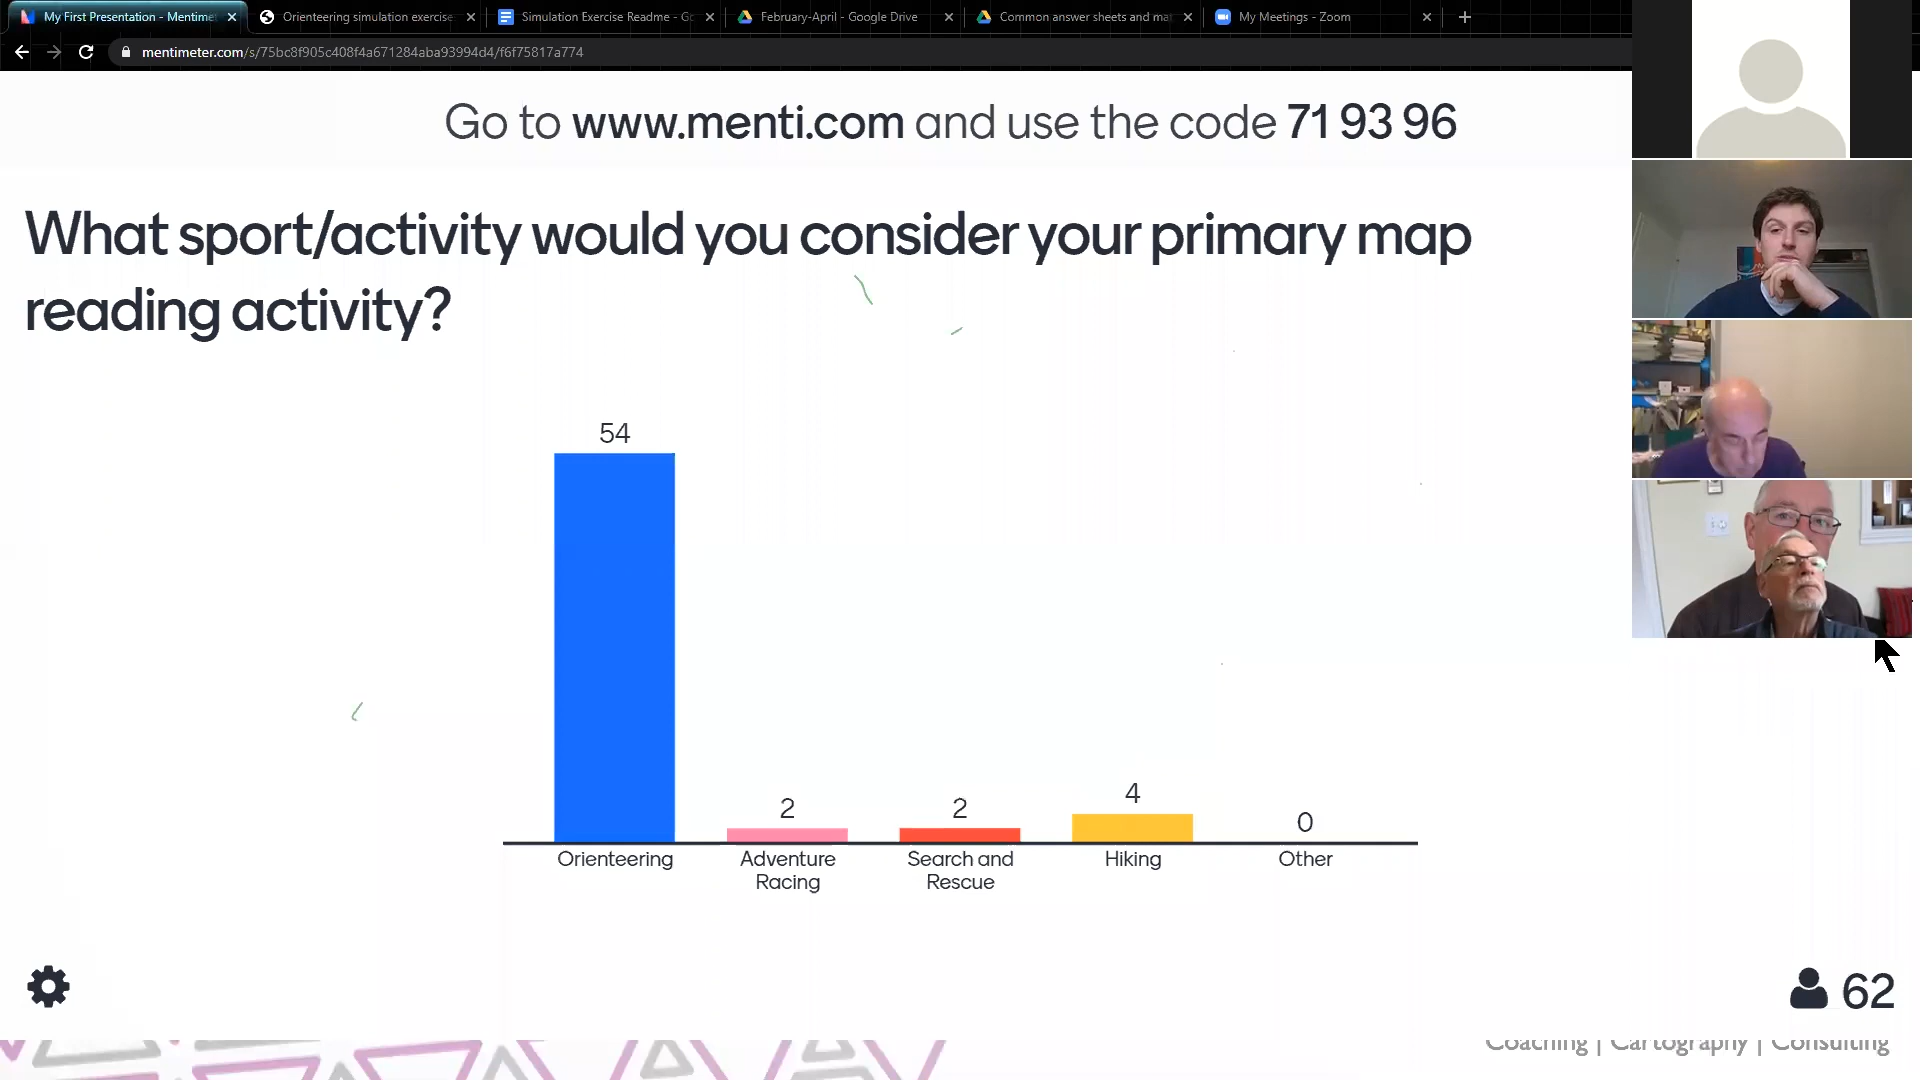 My First Presentation - Mentime
Orienteering simulation exercise
Simulation Exercise Readme - Go
February-April - Google Drive
Common answer sheets and ma
My Meetings - Zoom
mentimeter.com/s/75bc8f905c408f4a671284aba93994d4/f6f75817a774
Go to www.menti.com and use the code 71 93 96
What sport/activity would you consider your primary map
reading activity?
54
2
2
4
0
Orienteering
Adventure
Racing
Search and
Rescue
Hiking
Other
62
Coaching | Cartography | Consulting